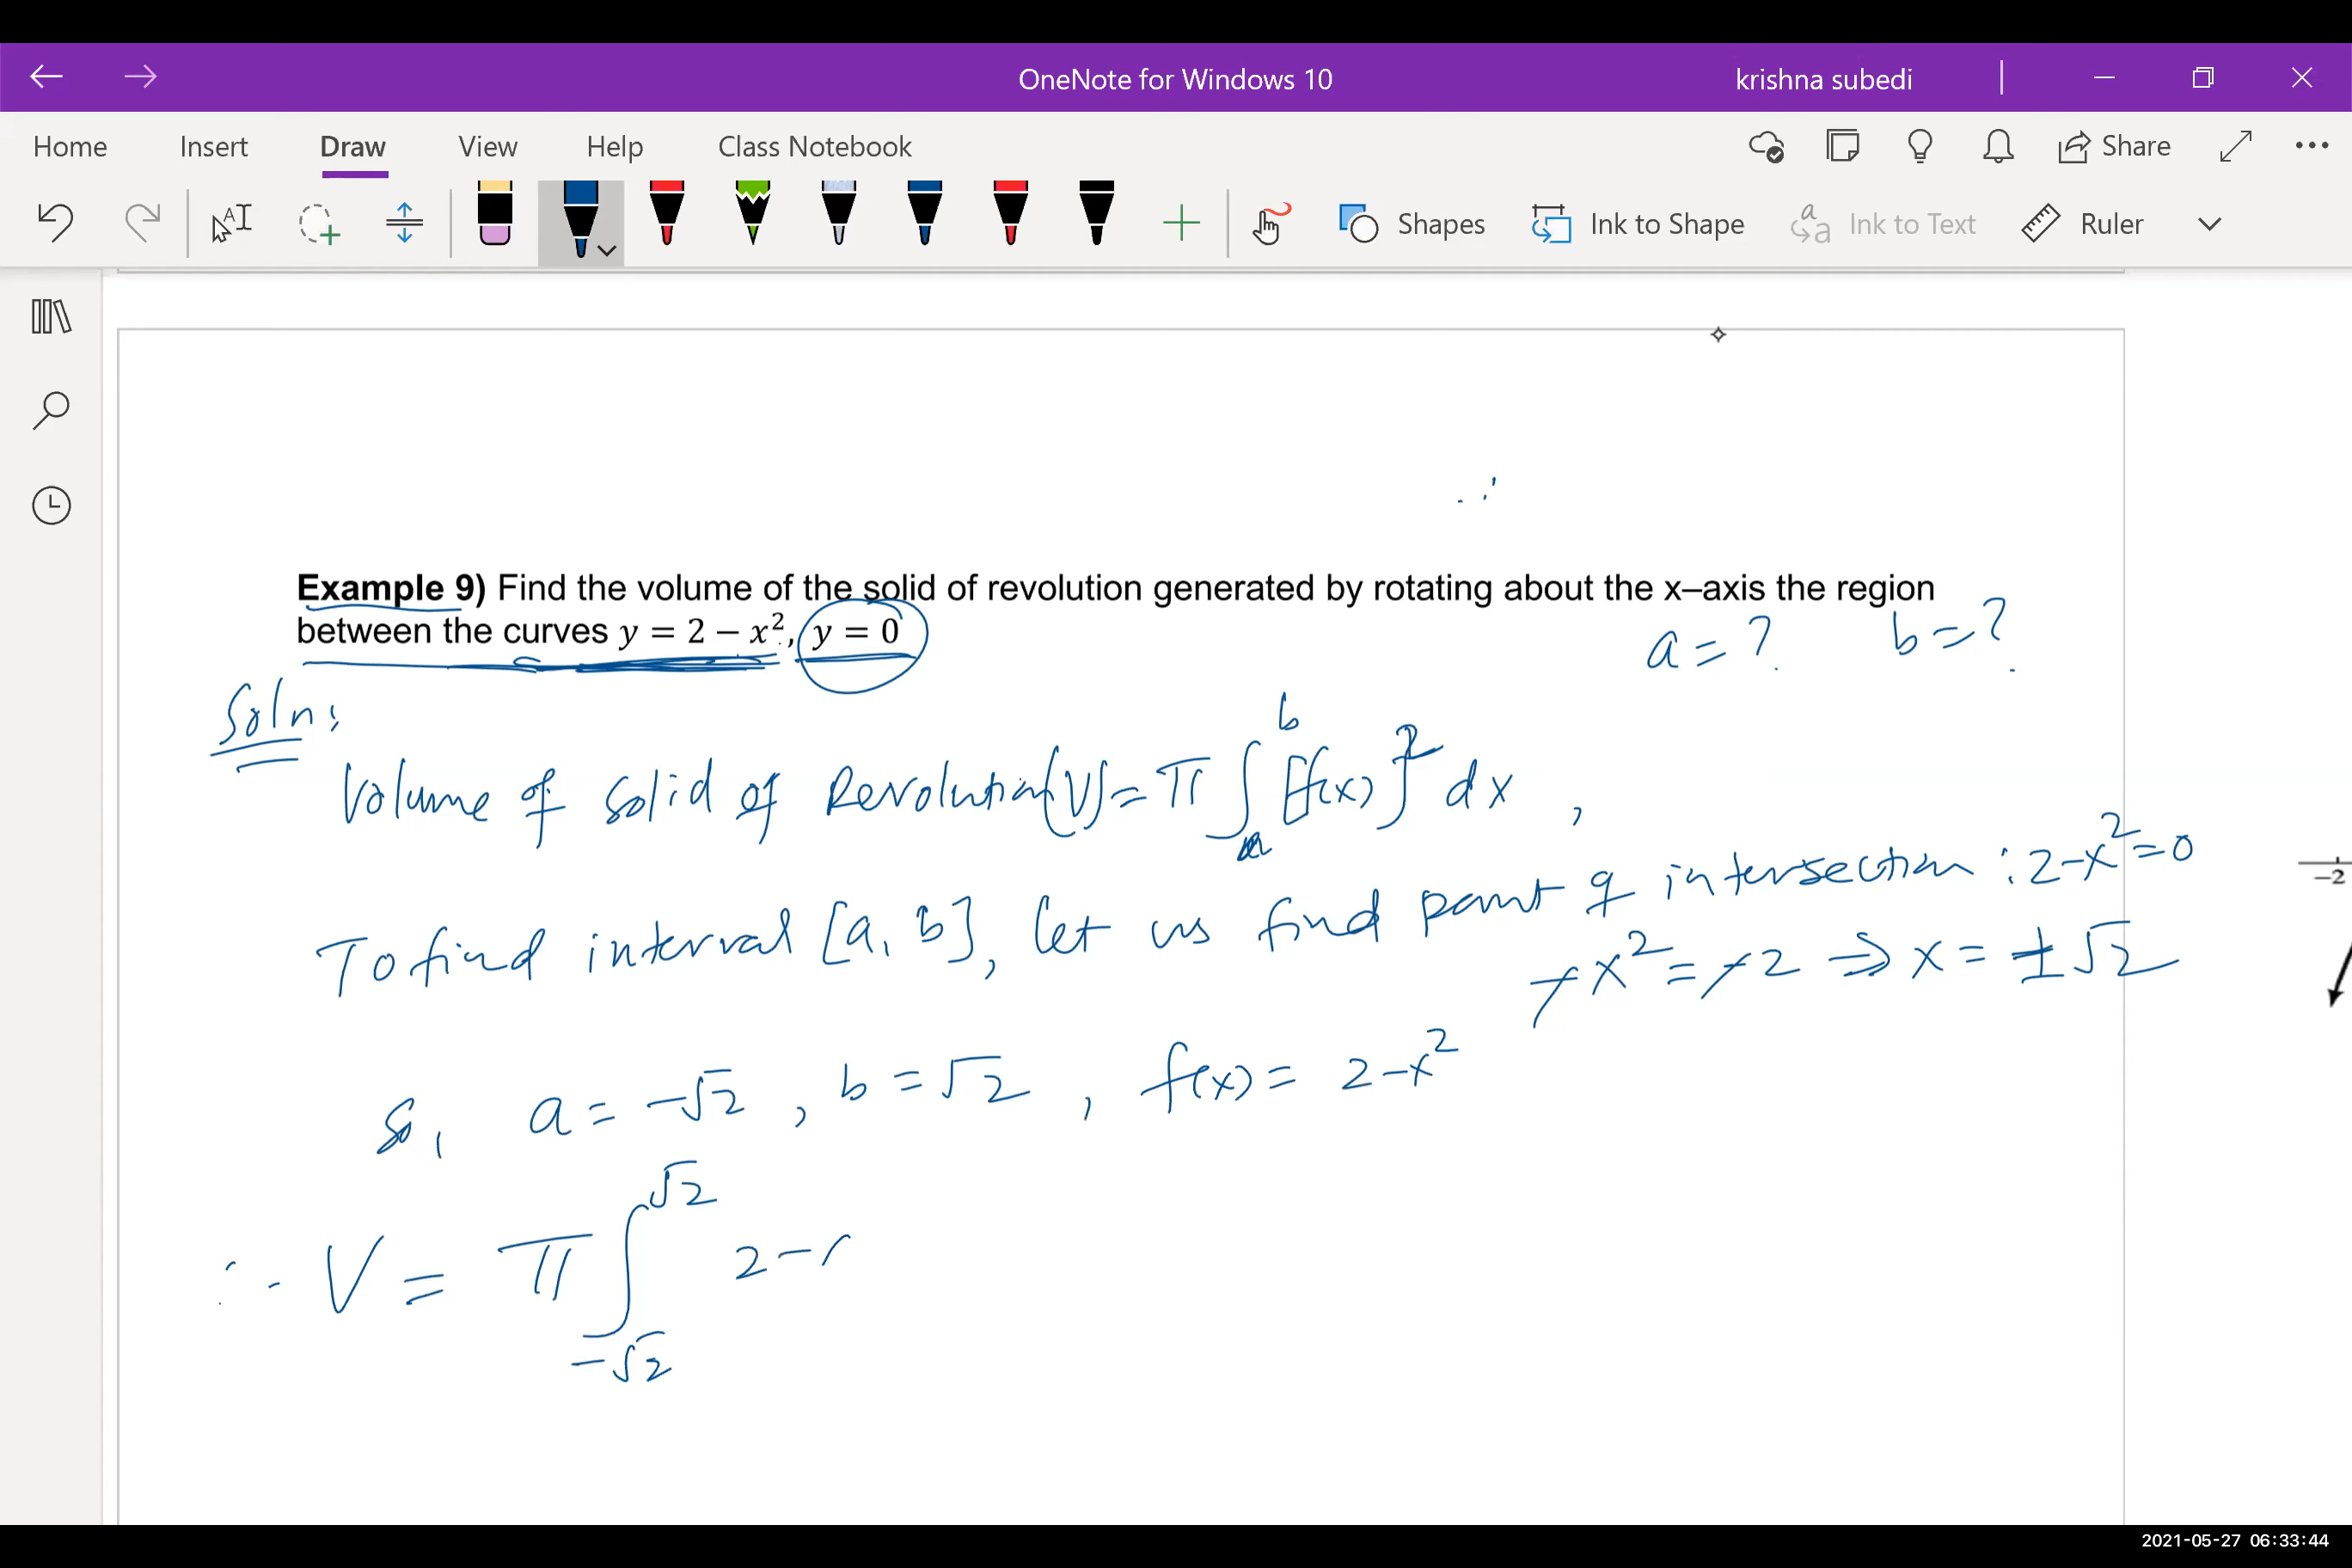 OneNote for Windows 10
krishna subedi
Home Insert Draw View Help Class Notebook Share
Shapes Ink to Shape Ink to Text Ruler
Example 9) Find the volume of the solid of revolution generated by rotating about the x–axis the region
between the curves y = 2 − x², y = 0
a = ? b = ?
Soln:
Volume of solid of Revolution (V) = π ∫_a^b [f(x)]² dx ,
To find interval [a, b], let us find point of intersection : 2-x² = 0
-x² = -2 ⇒ x = ±√2
So, a = -√2 , b = √2 , f(x) = 2-x²
∴ V = π ∫_{-√2}^{√2} 2 -
-2
2021-05-27 06:33:44